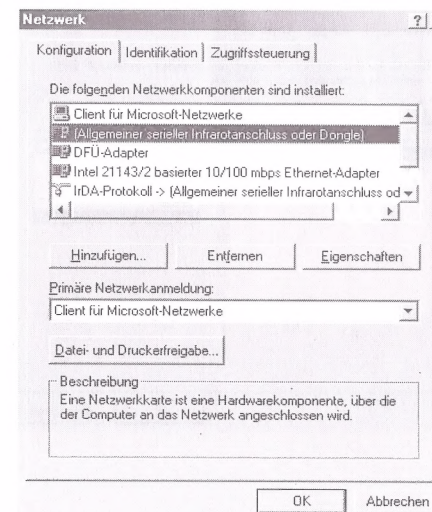 Netzwerk
?
Konfiguration
Identifikation
Zugriffssteuerung
Die folgenden Netzwerkkomponenten sind installiert:
Client für Microsoft-Netzwerke
(Allgemeiner serieller Infrarotanschluss oder Dongle)
DFÜ-Adapter
Intel 21143/2 basierter 10/100 mbps Ethernet-Adapter
IrDA-Protokoll -> (Allgemeiner serieller Infrarotanschluss od
Hinzufügen...
Entfernen
Eigenschaften
Primäre Netzwerkanmeldung:
Client für Microsoft-Netzwerke
Datei- und Druckerfreigabe...
Beschreibung
Eine Netzwerkkarte ist eine Hardwarekomponente, über die
der Computer an das Netzwerk angeschlossen wird.
OK
Abbrechen